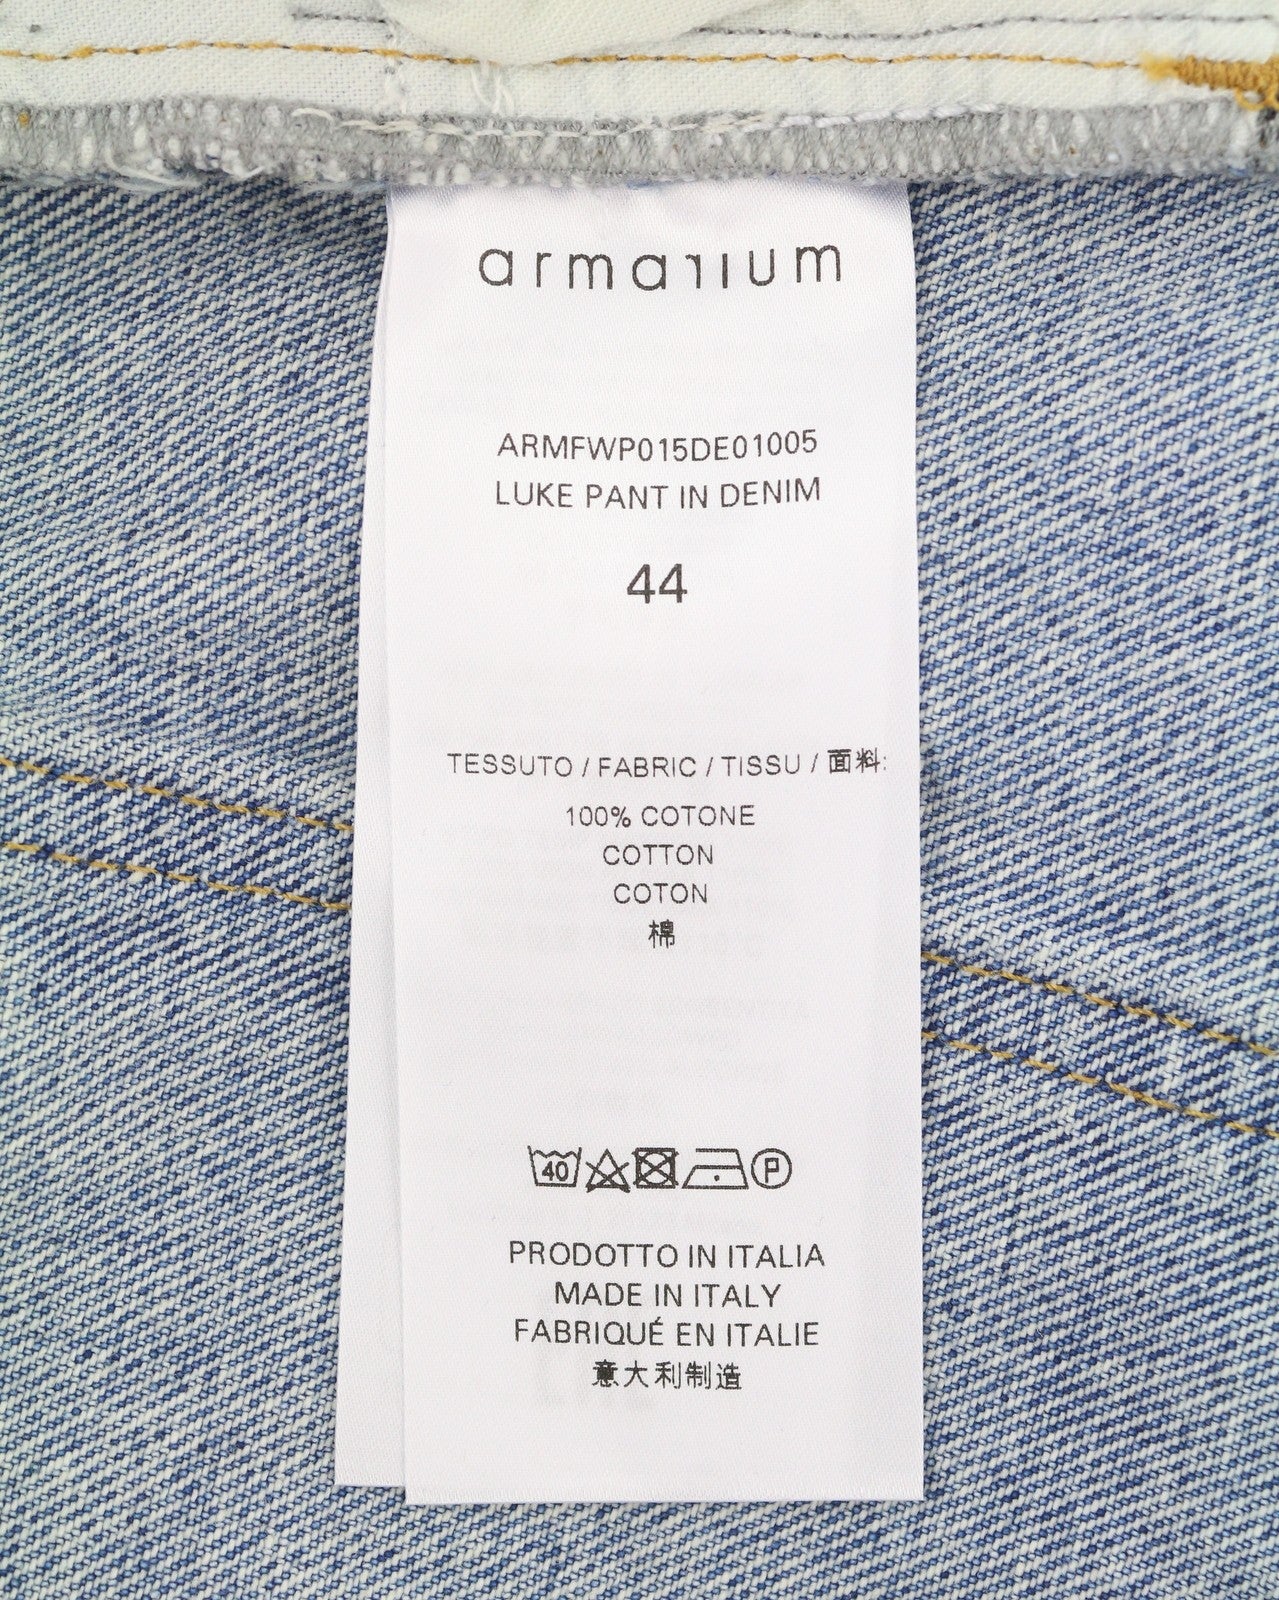 armarium
ARMFWP015DE01005
LUKE PANT IN DENIM
44
TESSUTO / FABRIC / TISSU / 面料:
100% COTONE
COTTON
COTON
棉
40 P
PRODOTTO IN ITALIA
MADE IN ITALY
FABRIQUÉ EN ITALIE
意大利制造